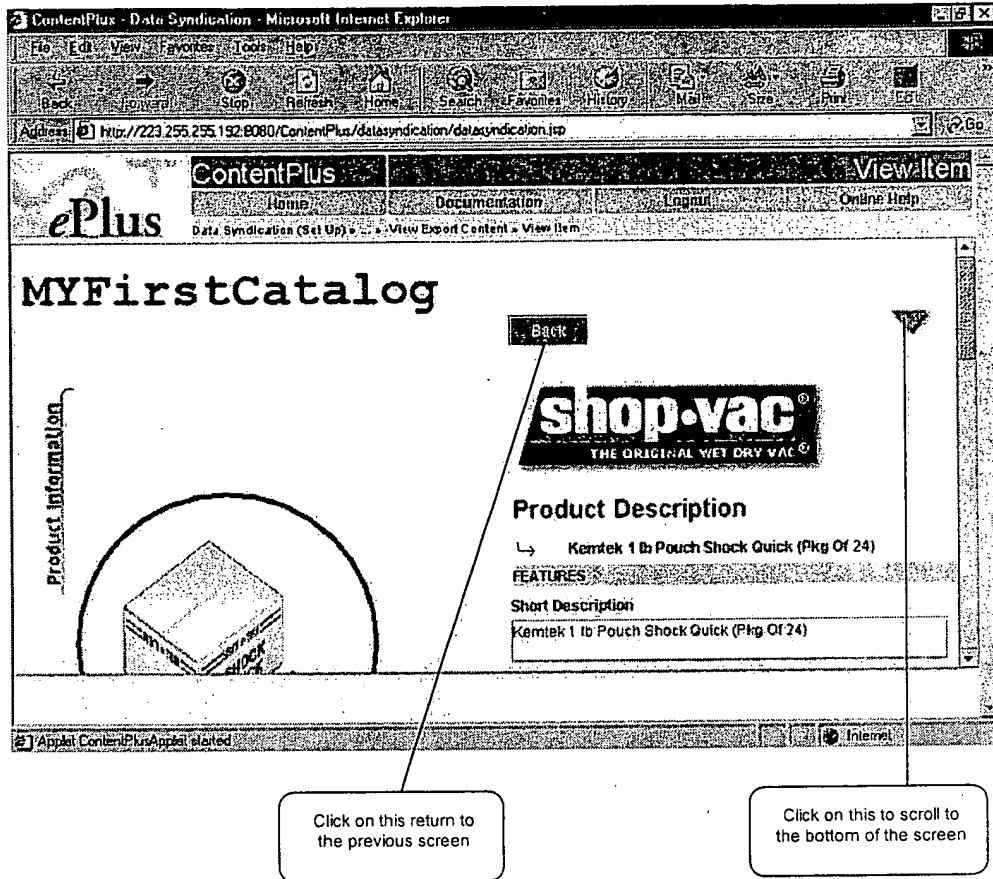 ContentPlus - Data Syndication - Microsoft Internet Explorer
File Edit View Favorites Tools Help
Back Forward Stop Refresh Home Search Favorites History Mail Size Print Edit
Address http://223.255.255.192:8080/ContentPlus/datasyndication/datasyndication.jsp Go
ePlus
ContentPlus View Item
Home Documentation Logout Online Help
Data Syndication (Set Up) » ... » View Export Content » View Item
MYFirstCatalog
Back
Product Information
shop•vac®
THE ORIGINAL WET DRY VAC®
Product Description
Kemtek 1 lb Pouch Shock Quick (Pkg Of 24)
FEATURES
Short Description
Kemtek 1 lb Pouch Shock Quick (Pkg Of 24)
SHOCK
Applet ContentPlusApplet started Internet
Click on this return to
the previous screen
Click on this to scroll to
the bottom of the screen